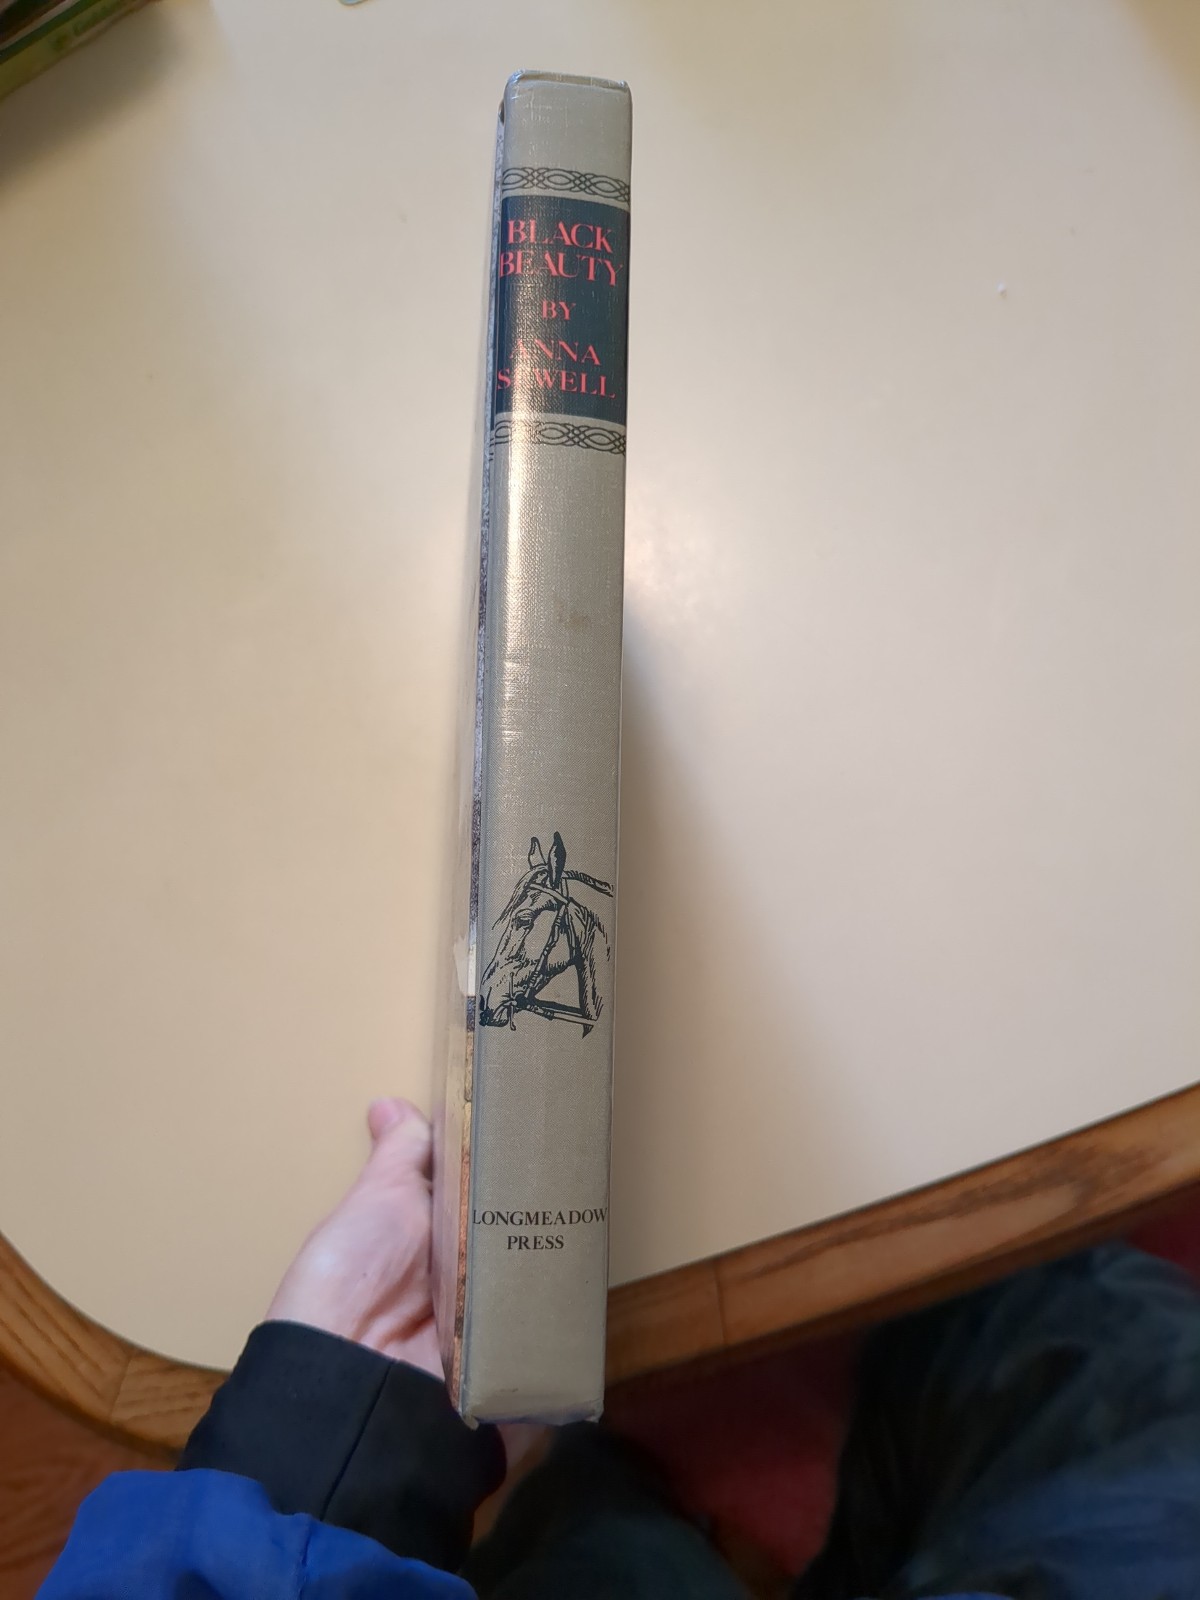 BLACK
BEAUTY
BY
ANNA
SEWELL
LONGMEADOW
PRESS